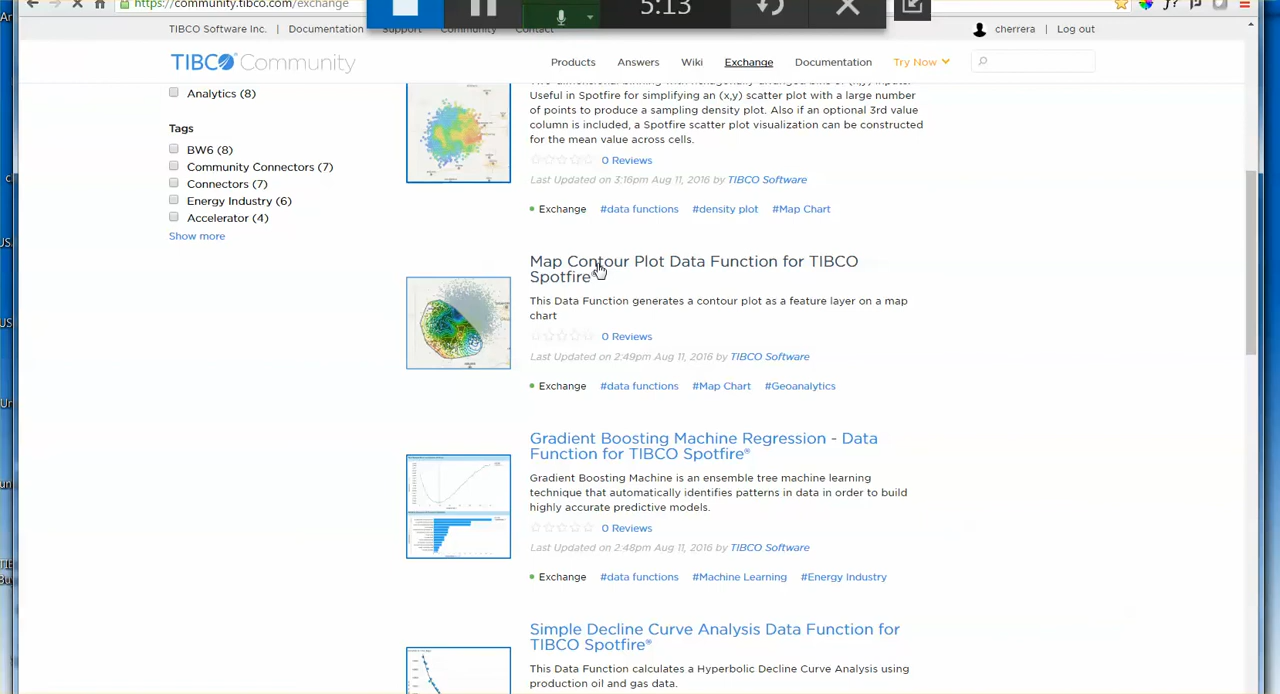 https://community.tibco.com/exchange
5:13
TIBCO Software Inc. | Documentation Support Community Contact
cherrera | Log out
TIBCO Community
Products Answers Wiki Exchange Documentation Try Now
Two-dimensional binning with hexagonally arranged bins of (x,y) inputs.
Analytics (8)
Useful in Spotfire for simplifying an (x,y) scatter plot with a large number
of points to produce a sampling density plot. Also if an optional 3rd value
column is included, a Spotfire scatter plot visualization can be constructed
for the mean value across cells.
Tags
BW6 (8)
Community Connectors (7)
Connectors (7)
Energy Industry (6)
Accelerator (4)
Show more
0 Reviews
Last Updated on 3:16pm Aug 11, 2016 by TIBCO Software
Exchange #data functions #density plot #Map Chart
Map Contour Plot Data Function for TIBCO
Spotfire®
This Data Function generates a contour plot as a feature layer on a map
chart
0 Reviews
Last Updated on 2:49pm Aug 11, 2016 by TIBCO Software
Exchange #data functions #Map Chart #Geoanalytics
Gradient Boosting Machine Regression - Data
Function for TIBCO Spotfire®
Gradient Boosting Machine is an ensemble tree machine learning
technique that automatically identifies patterns in data in order to build
highly accurate predictive models.
0 Reviews
Last Updated on 2:48pm Aug 11, 2016 by TIBCO Software
Exchange #data functions #Machine Learning #Energy Industry
Simple Decline Curve Analysis Data Function for
TIBCO Spotfire®
This Data Function calculates a Hyperbolic Decline Curve Analysis using
production oil and gas data.